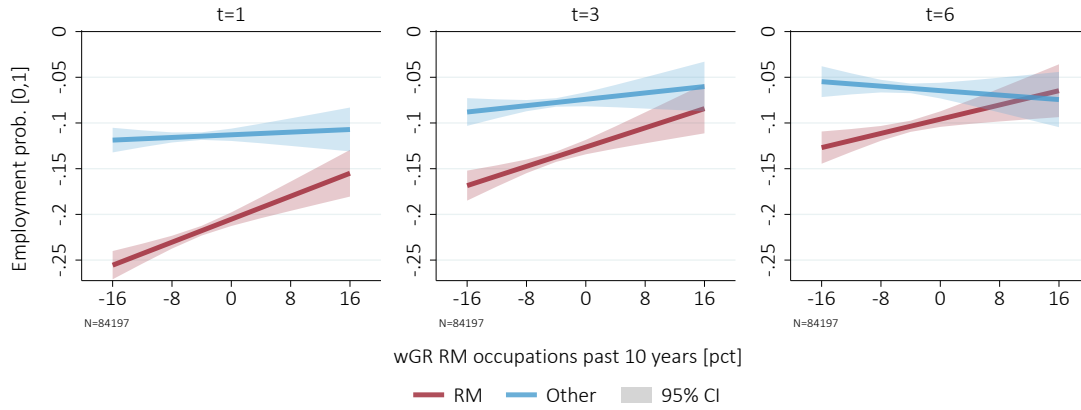 t=1
t=3
t=6
Employment prob. [0,1]
0
-.05
-.1
-.15
-.2
-.25
0
-.05
-.1
-.15
-.2
-.25
0
-.05
-.1
-.15
-.2
-.25
-16 -8 0 8 16
-16 -8 0 8 16
-16 -8 0 8 16
N=84197
N=84197
N=84197
wGR RM occupations past 10 years [pct]
RM Other 95% CI